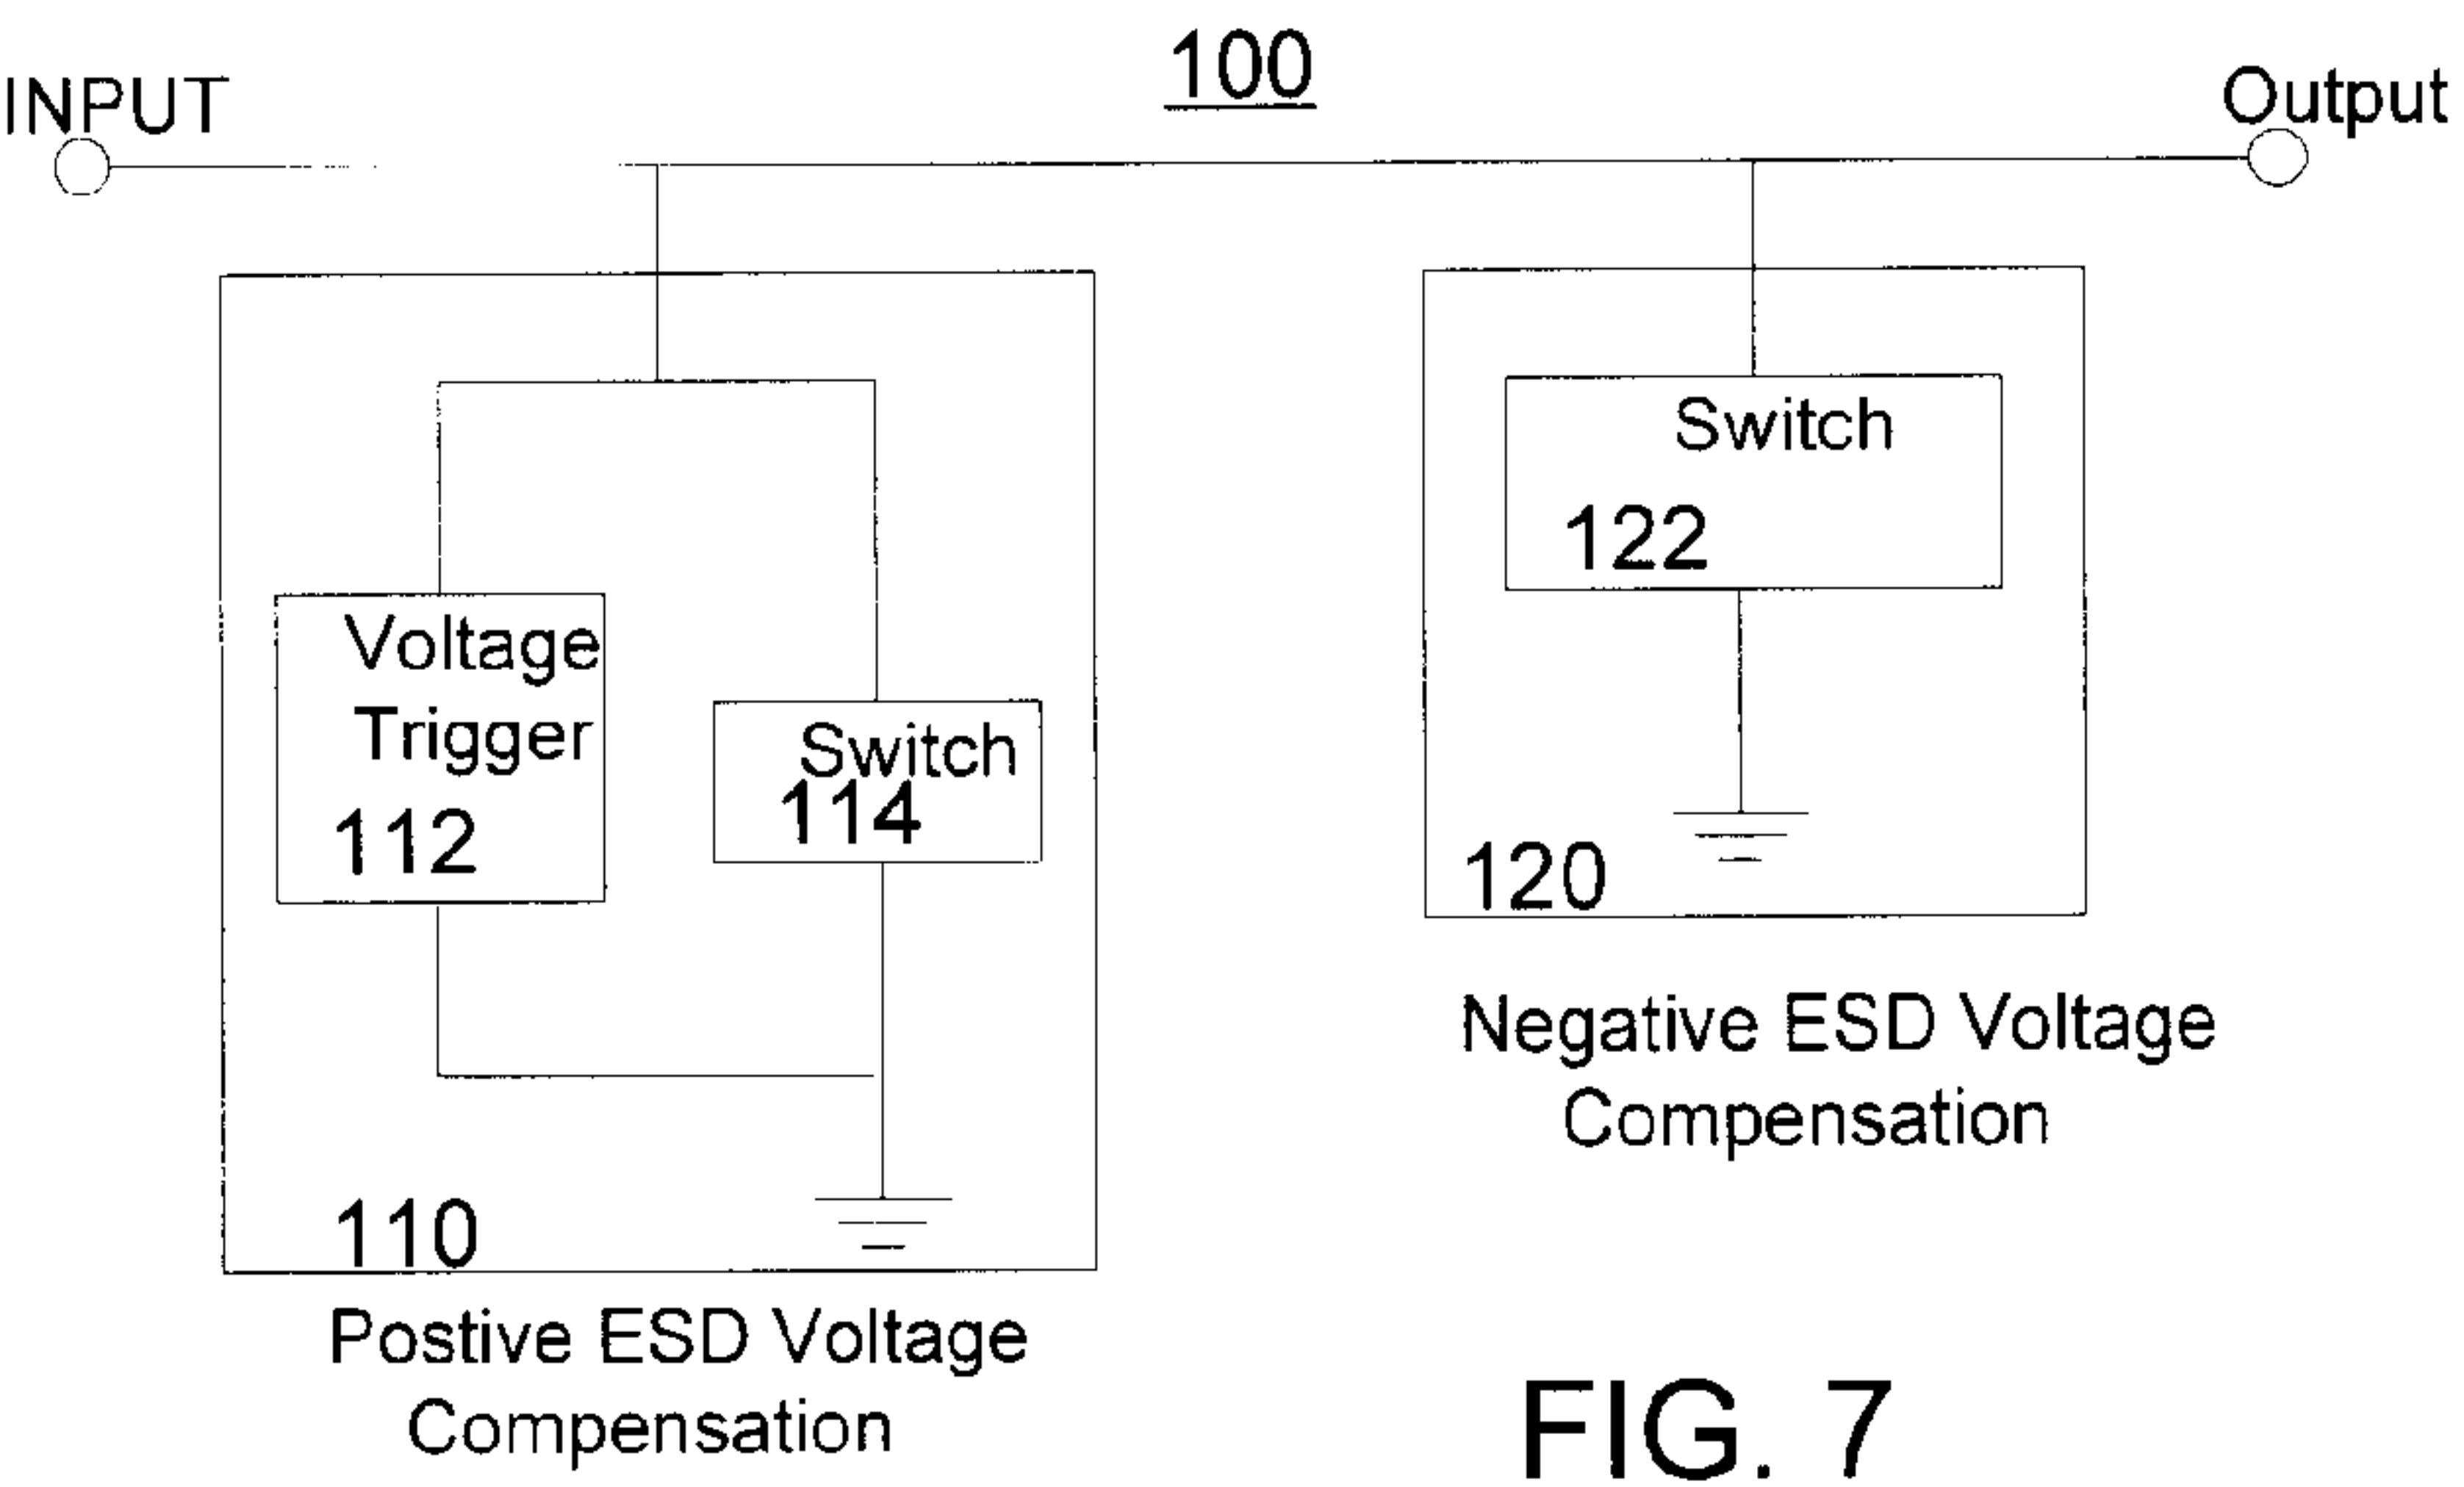 100
INPUT
Output
Switch
122
Voltage
Trigger
112
Switch
114
120
Negative ESD Voltage
Compensation
110
Postive ESD Voltage
Compensation
FIG. 7